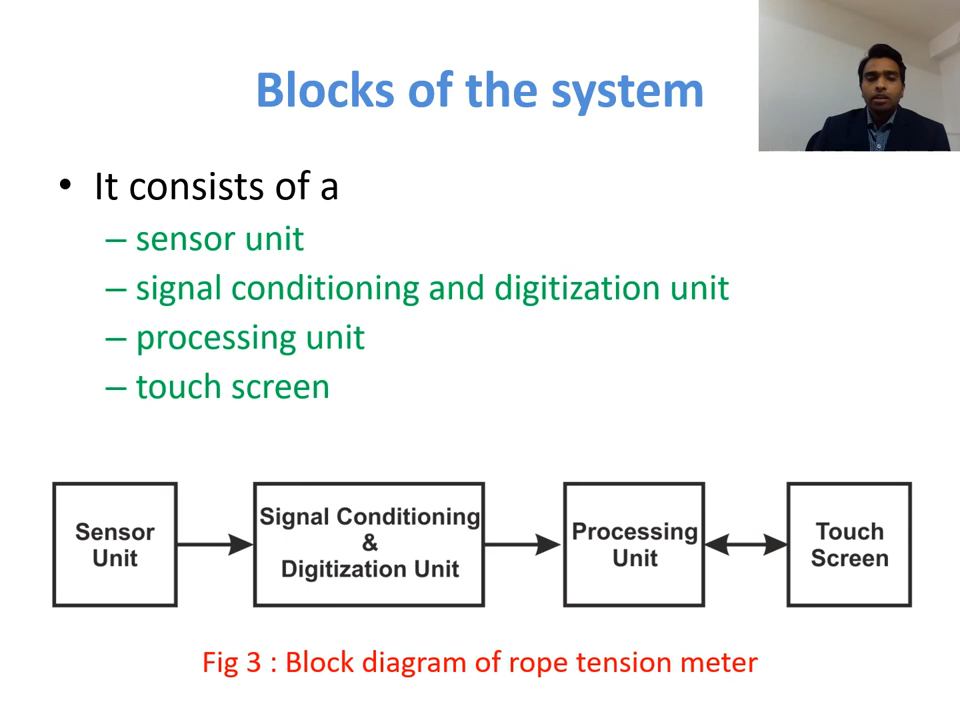 Blocks of the system
• It consists of a
– sensor unit
– signal conditioning and digitization unit
– processing unit
– touch screen
Sensor
Unit
Signal Conditioning
&
Digitization Unit
Processing
Unit
Touch
Screen
Fig 3 : Block diagram of rope tension meter